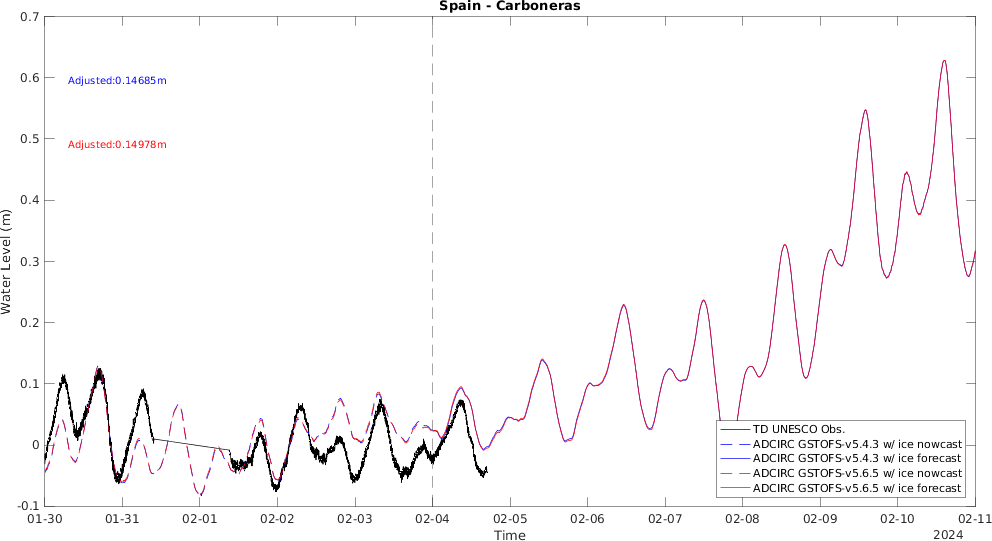 Spain - Carboneras
0.7
0.6
0.5
0.4
0.3
0.2
0.1
0
-0.1
Water Level (m)
Adjusted:0.14685m
Adjusted:0.14978m
TD UNESCO Obs.
ADCIRC GSTOFS-v5.4.3 w/ ice nowcast
ADCIRC GSTOFS-v5.4.3 w/ ice forecast
ADCIRC GSTOFS-v5.6.5 w/ ice nowcast
ADCIRC GSTOFS-v5.6.5 w/ ice forecast
01-30 01-31 02-01 02-02 02-03 02-04 02-05 02-06 02-07 02-08 02-09 02-10 02-11
Time
2024